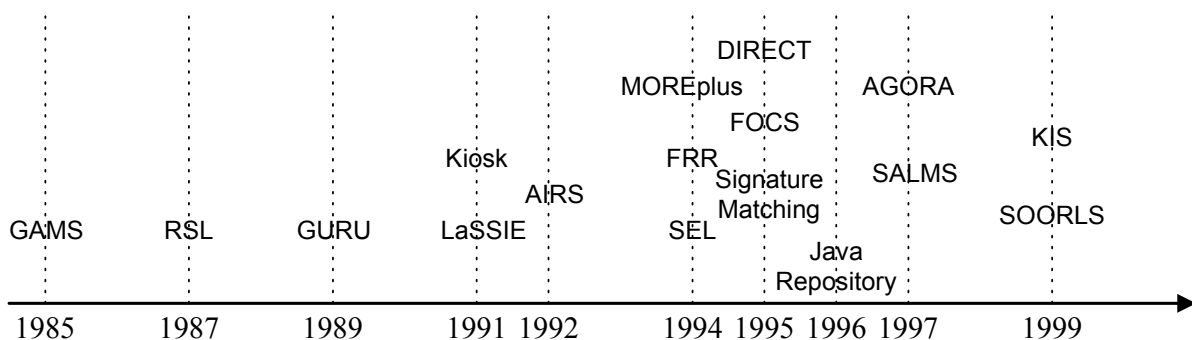 DIRECT
MOREplus
AGORA
FOCS
KIS
Kiosk
FRR
SALMS
Signature
Matching
AIRS
SOORLS
GAMS
RSL
GURU
LaSSIE
SEL
Java
Repository
1985
1987
1989
1991
1992
1994
1995
1996
1997
1999